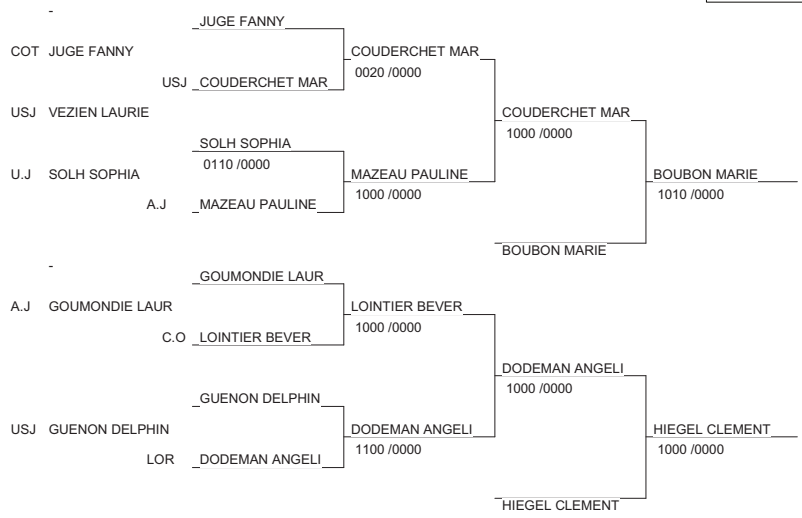 -
JUGE FANNY
COT JUGE FANNY
COUDERCHET MAR
0020 /0000
USJ COUDERCHET MAR
USJ VEZIEN LAURIE
COUDERCHET MAR
1000 /0000
SOLH SOPHIA
0110 /0000
U.J SOLH SOPHIA
MAZEAU PAULINE
1000 /0000
BOUBON MARIE
1010 /0000
A.J MAZEAU PAULINE
BOUBON MARIE
-
GOUMONDIE LAUR
A.J GOUMONDIE LAUR
LOINTIER BEVER
1000 /0000
C.O LOINTIER BEVER
DODEMAN ANGELI
1000 /0000
GUENON DELPHIN
USJ GUENON DELPHIN
DODEMAN ANGELI
1100 /0000
HIEGEL CLEMENT
1000 /0000
LOR DODEMAN ANGELI
HIEGEL CLEMENT